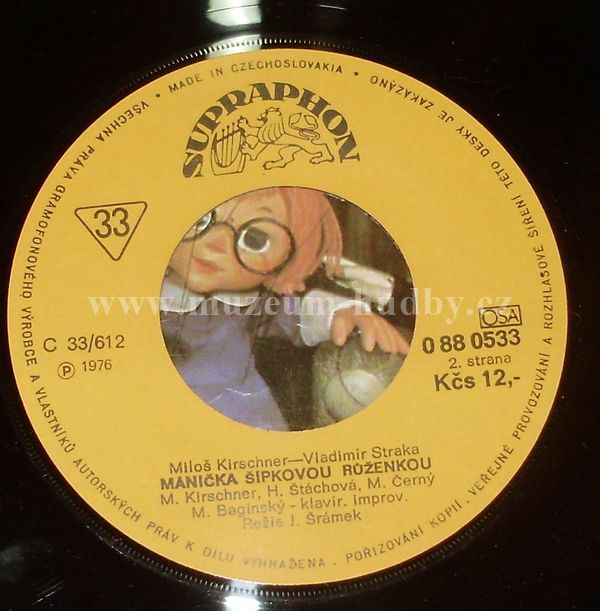 VŠECHNA PRÁVA GRAMOFONOVÉHO VÝROBCE A VLASTNÍKŮ AUTORSKÝCH PRÁV K DÍLU VYHRAŽENA . POŘIZOVÁNÍ KOPIÍ, VEŘEJNÉ PROVOZOVÁNÍ A ROZHLASOVÉ ŠÍŘENÍ TÉTO DESKY JE ZAKÁZÁNO • MADE IN CZECHOSLOVAKIA •
SUPRAPHON
33
www.muzeum-hudby.cz
OSA
C 33/612
0 88 0533
℗ 1976
2. strana
Kčs 12,-
Miloš Kirschner—Vladimír Straka
MÁNIČKA ŠÍPKOVOU RŮŽENKOU
M. Kirschner, H. Štáchová, M. Černý
M. Baginský - klavír. improv.
Režie J. Šrámek